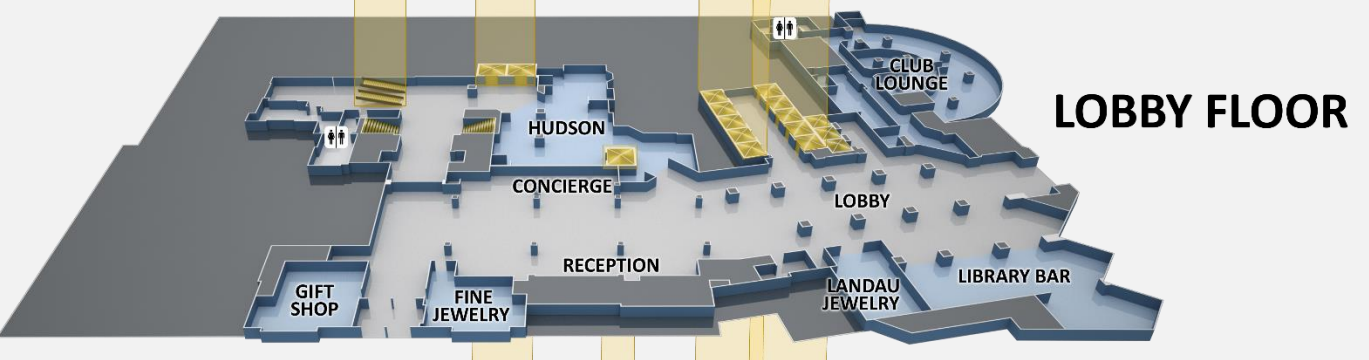 CLUB
LOUNGE
LOBBY FLOOR
HUDSON
CONCIERGE
LOBBY
RECEPTION
LIBRARY BAR
GIFT
SHOP
FINE
JEWELRY
LANDAU
JEWELRY